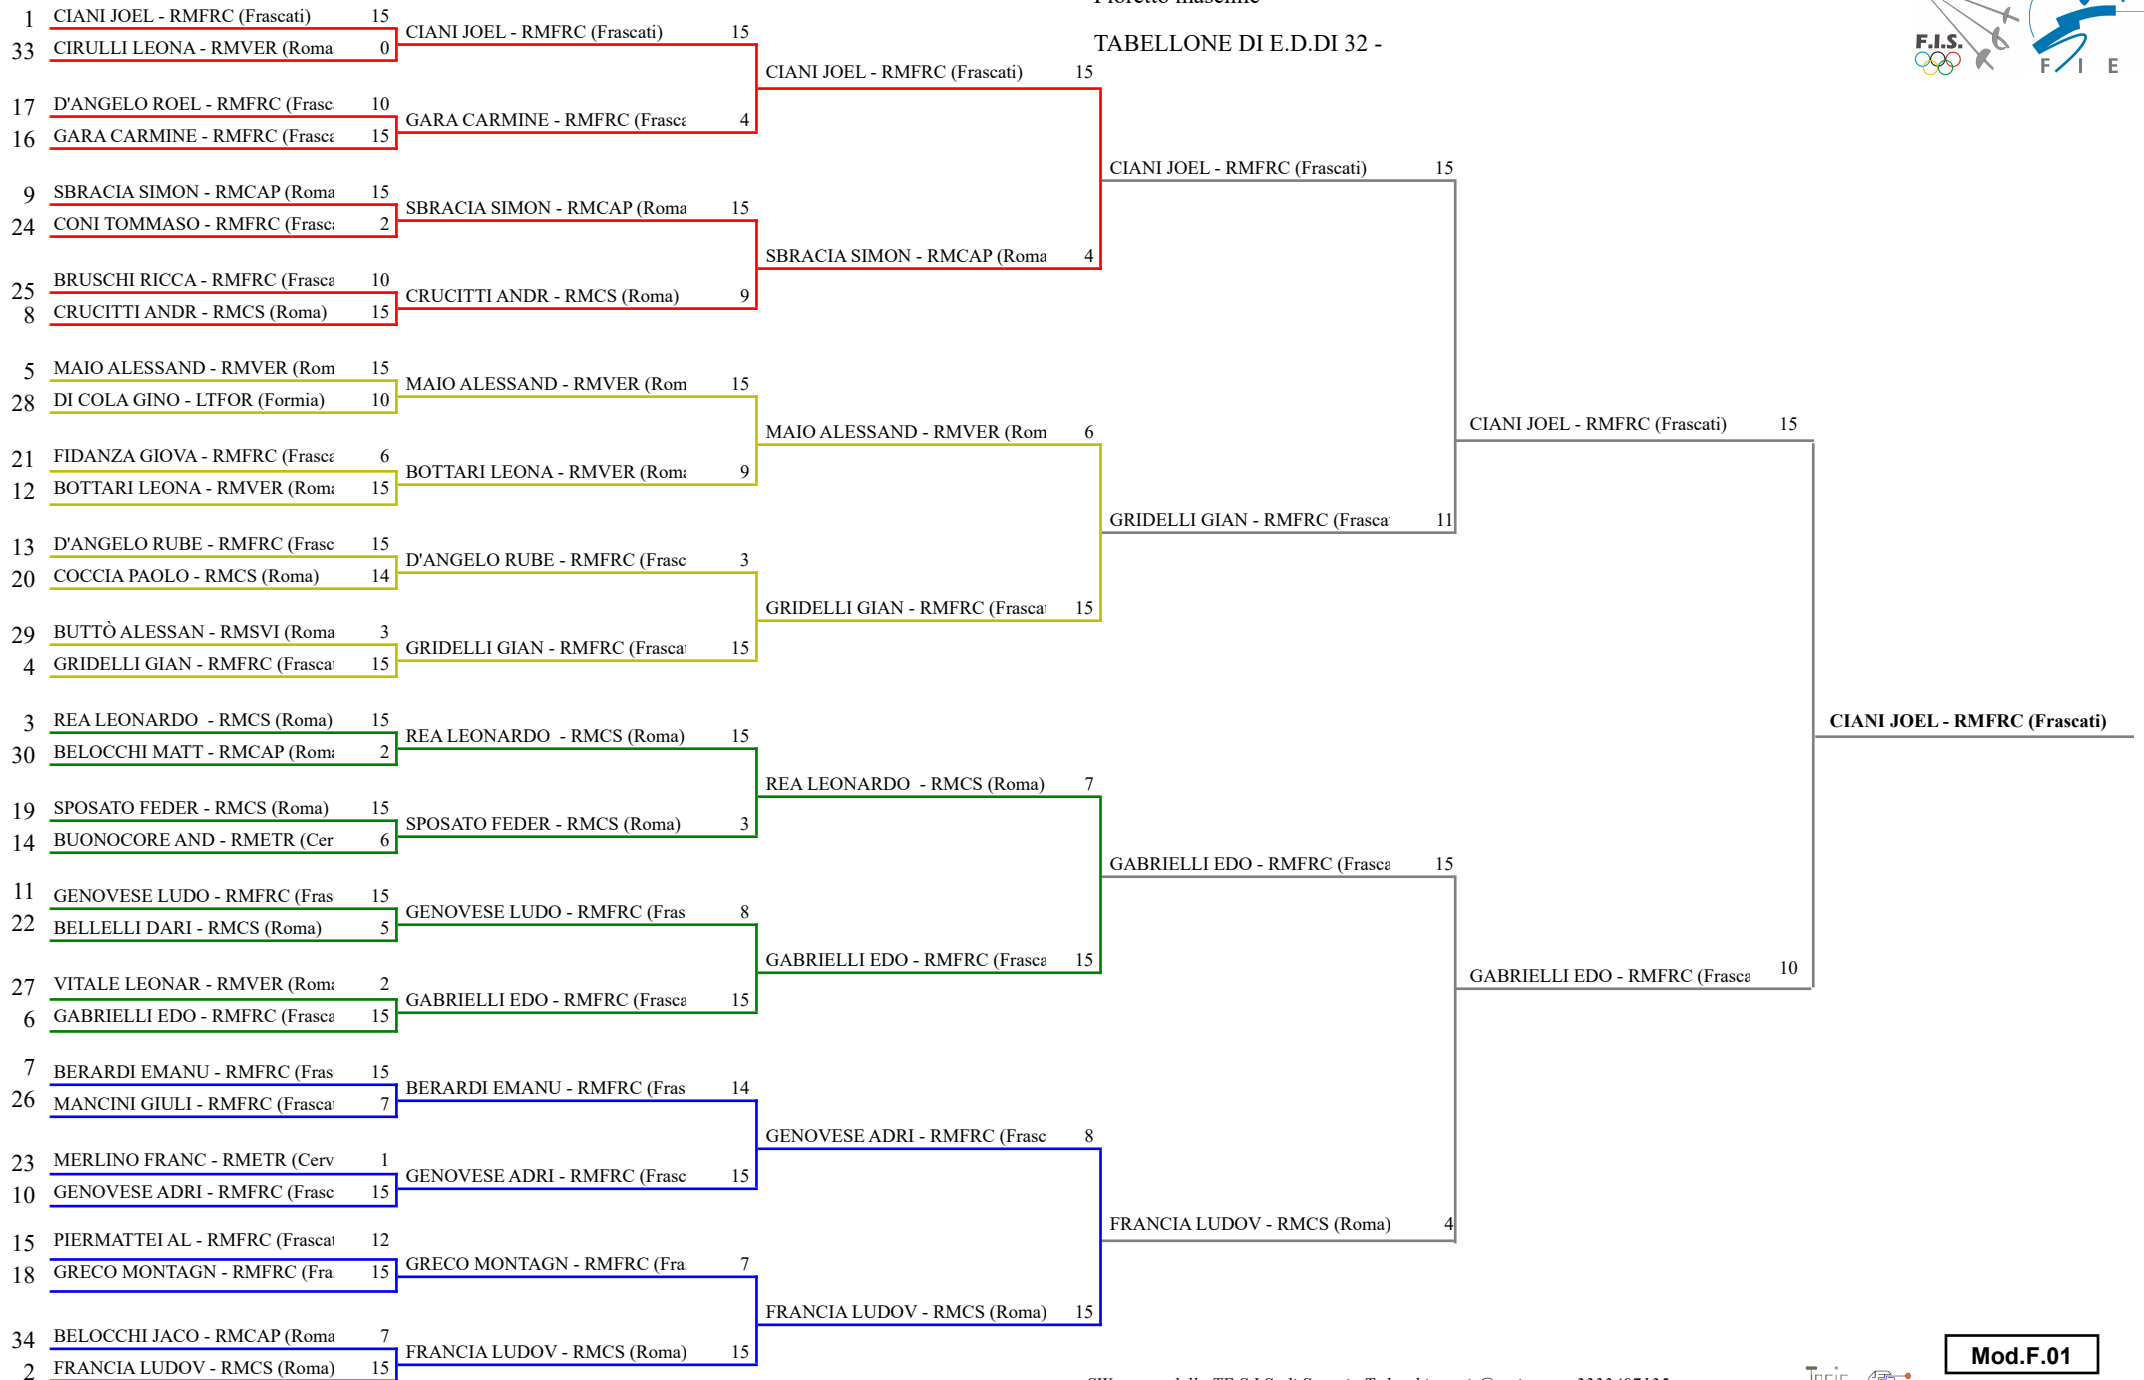 Fioretto maschile
TABELLONE DI E.D.DI 32 -
F.I.S.
F I E
1 CIANI JOEL - RMFRC (Frascati) 15
33 CIRULLI LEONA - RMVER (Roma 0
17 D'ANGELO ROEL - RMFRC (Frasc 10
16 GARA CARMINE - RMFRC (Frasca 15
9 SBRACIA SIMON - RMCAP (Roma 15
24 CONI TOMMASO - RMFRC (Frasca 2
25 BRUSCHI RICCA - RMFRC (Frasca 10
8 CRUCITTI ANDR - RMCS (Roma) 15
5 MAIO ALESSAND - RMVER (Rom 15
28 DI COLA GINO - LTFOR (Formia) 10
21 FIDANZA GIOVA - RMFRC (Frasca 6
12 BOTTARI LEONA - RMVER (Roma 15
13 D'ANGELO RUBE - RMFRC (Frasc 15
20 COCCIA PAOLO - RMCS (Roma) 14
29 BUTTÒ ALESSAN - RMSVI (Roma 3
4 GRIDELLI GIAN - RMFRC (Frasca 15
3 REA LEONARDO - RMCS (Roma) 15
30 BELOCCHI MATT - RMCAP (Roma 2
19 SPOSATO FEDER - RMCS (Roma) 15
14 BUONOCORE AND - RMETR (Cer 6
11 GENOVESE LUDO - RMFRC (Fras 15
22 BELLELLI DARI - RMCS (Roma) 5
27 VITALE LEONAR - RMVER (Roma 2
6 GABRIELLI EDO - RMFRC (Frasca 15
7 BERARDI EMANU - RMFRC (Fras 15
26 MANCINI GIULI - RMFRC (Frasca 7
23 MERLINO FRANC - RMETR (Cerv 1
10 GENOVESE ADRI - RMFRC (Frasc 15
15 PIERMATTEI AL - RMFRC (Frascat 12
18 GRECO MONTAGN - RMFRC (Fra 15
34 BELOCCHI JACO - RMCAP (Roma 7
2 FRANCIA LUDOV - RMCS (Roma) 15
CIANI JOEL - RMFRC (Frascati) 15
GARA CARMINE - RMFRC (Frasca 4
SBRACIA SIMON - RMCAP (Roma 15
CRUCITTI ANDR - RMCS (Roma) 9
MAIO ALESSAND - RMVER (Rom 15
BOTTARI LEONA - RMVER (Roma 9
D'ANGELO RUBE - RMFRC (Frasc 3
GRIDELLI GIAN - RMFRC (Frasca 15
REA LEONARDO - RMCS (Roma) 15
SPOSATO FEDER - RMCS (Roma) 3
GENOVESE LUDO - RMFRC (Fras 8
GABRIELLI EDO - RMFRC (Frasca 15
BERARDI EMANU - RMFRC (Fras 14
GENOVESE ADRI - RMFRC (Frasc 15
GRECO MONTAGN - RMFRC (Fra 7
FRANCIA LUDOV - RMCS (Roma) 15
CIANI JOEL - RMFRC (Frascati) 15
SBRACIA SIMON - RMCAP (Roma 4
MAIO ALESSAND - RMVER (Rom 6
GRIDELLI GIAN - RMFRC (Frasca 15
REA LEONARDO - RMCS (Roma) 7
GABRIELLI EDO - RMFRC (Frasca 15
GENOVESE ADRI - RMFRC (Frasc 8
FRANCIA LUDOV - RMCS (Roma) 15
CIANI JOEL - RMFRC (Frascati) 15
GRIDELLI GIAN - RMFRC (Frasca 11
GABRIELLI EDO - RMFRC (Frasca 15
FRANCIA LUDOV - RMCS (Roma) 4
CIANI JOEL - RMFRC (Frascati) 15
GABRIELLI EDO - RMFRC (Frasca 10
CIANI JOEL - RMFRC (Frascati)
Mod.F.01